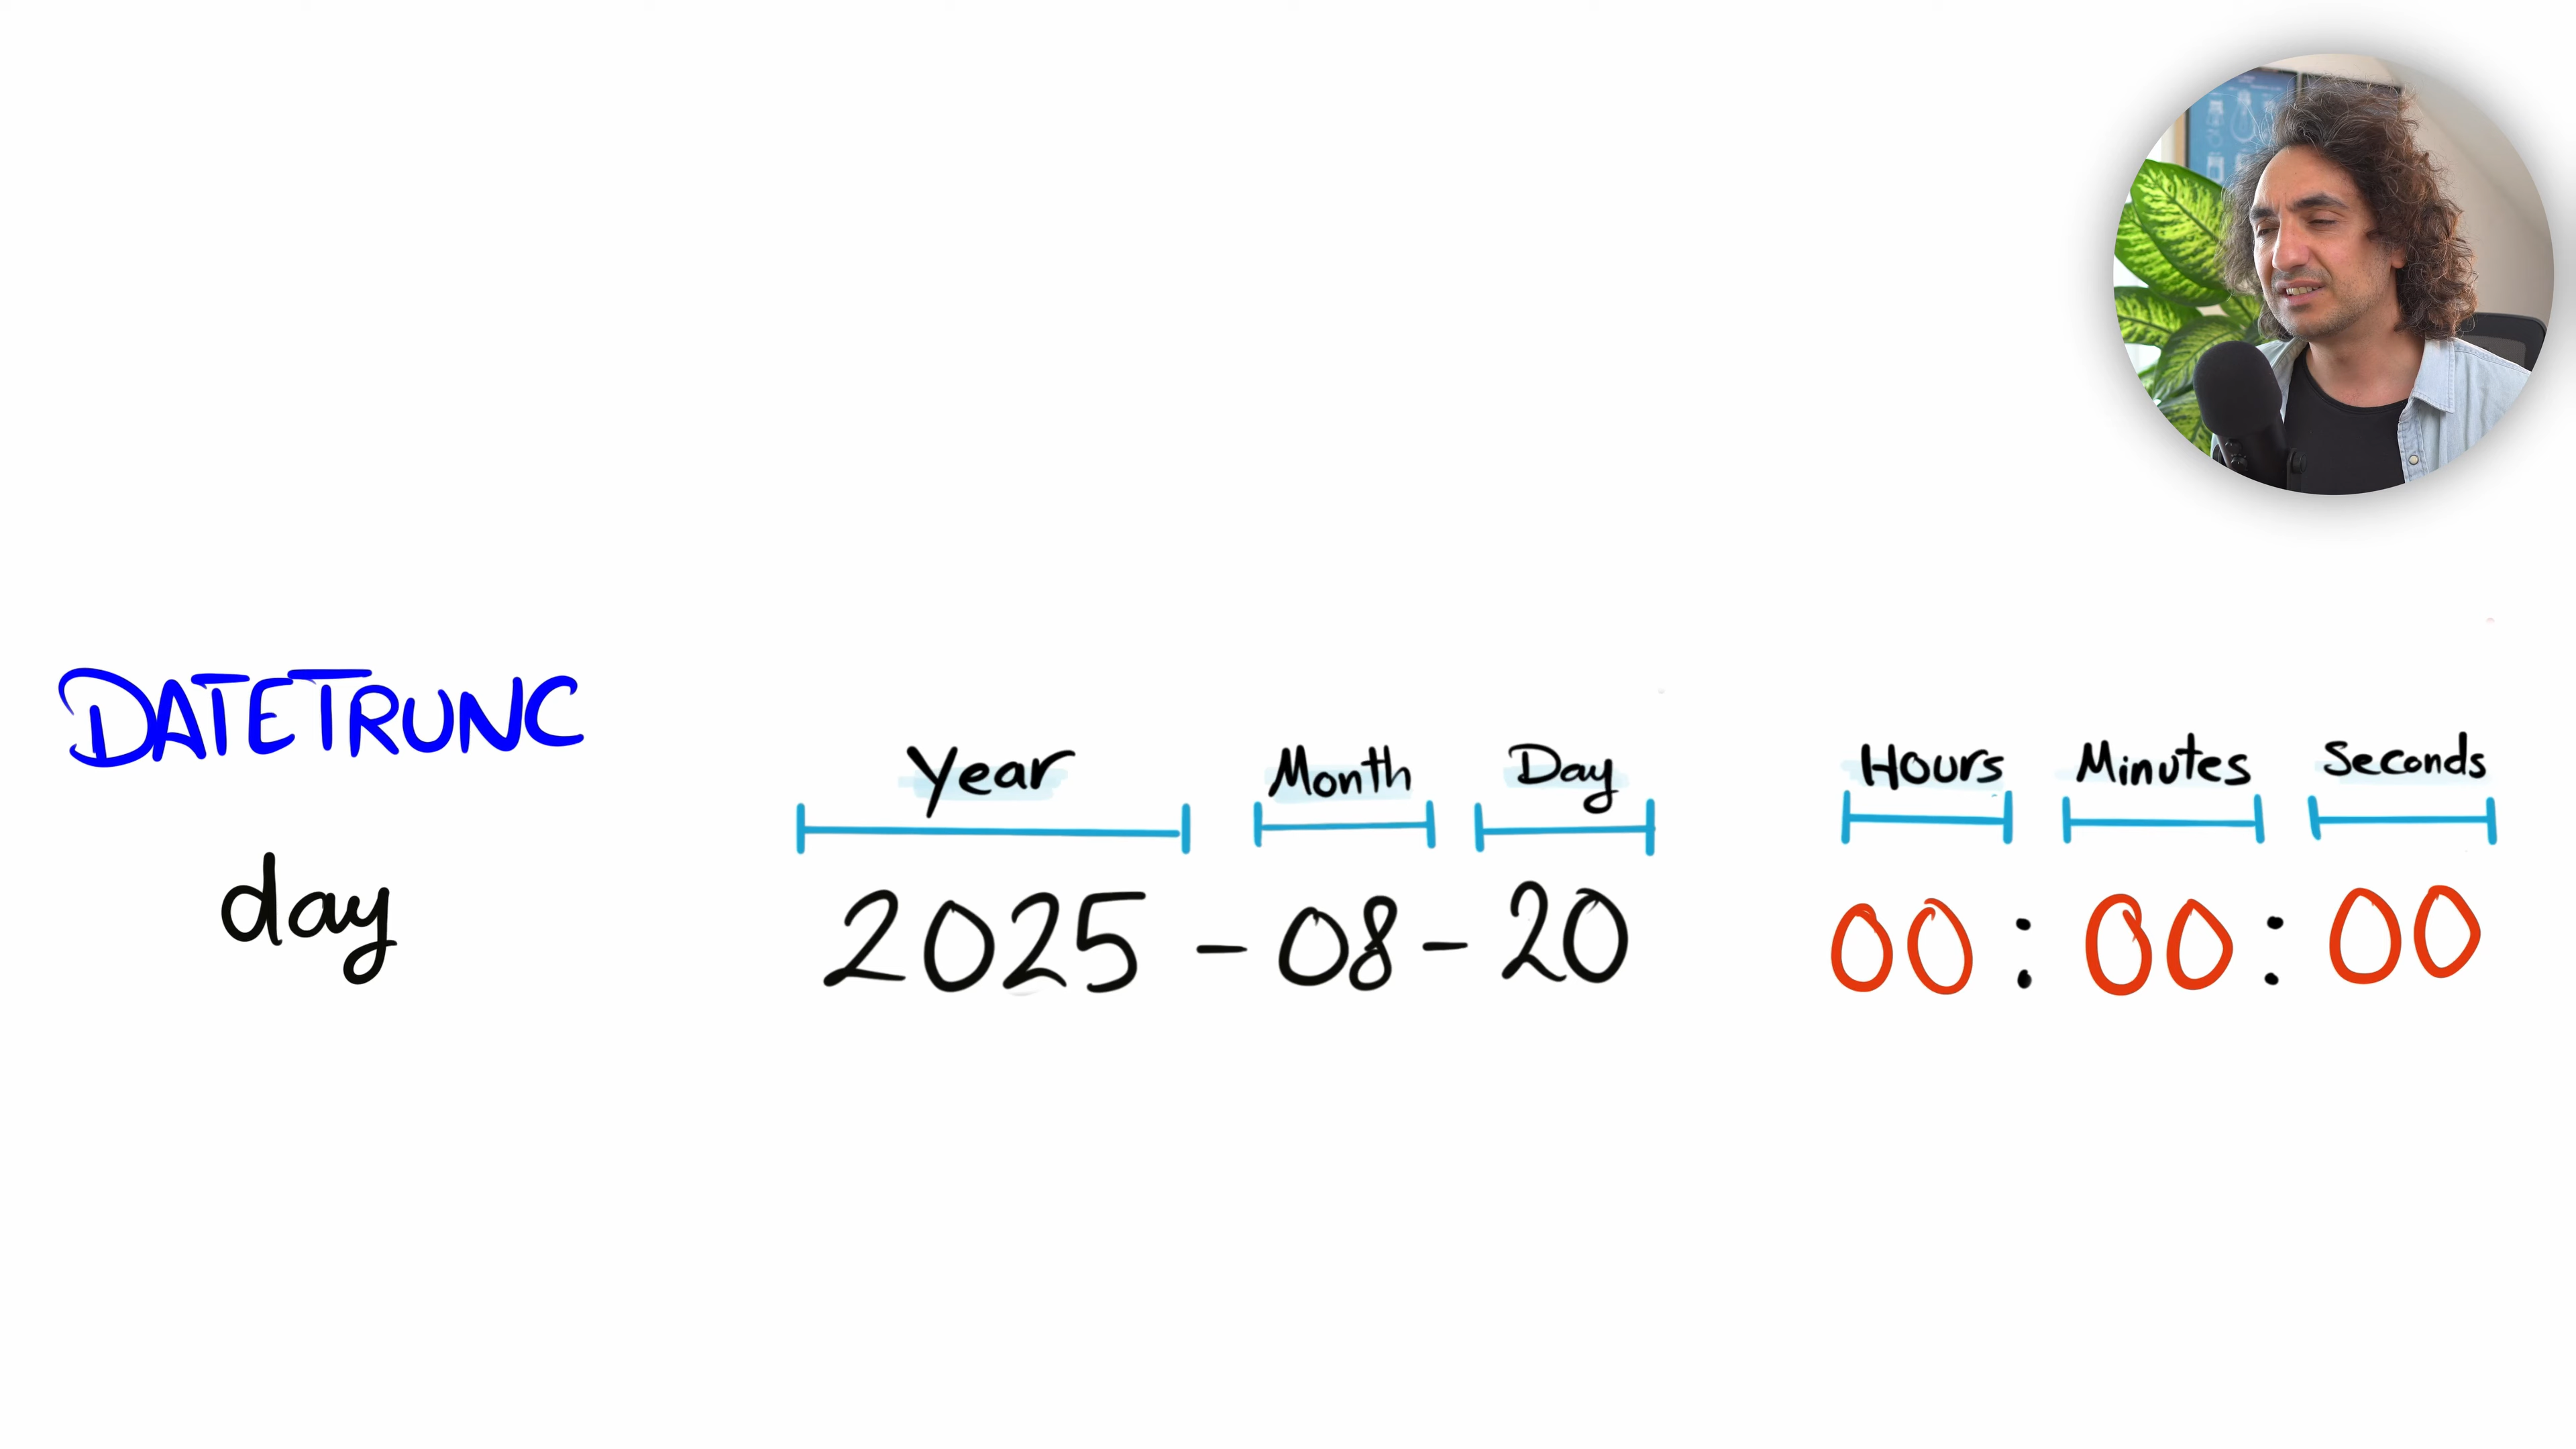 DATETRUNC
day
Year Month Day Hours Minutes Seconds
2025 - 08 - 20 00 : 00 : 00